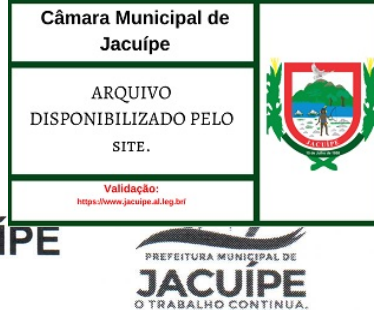 Câmara Municipal de
Jacuípe
ARQUIVO
DISPONIBILIZADO PELO
SITE.
Validação:
https://www.jacuipe.al.leg.br/
JACUÍPE
ÍPE
PREFEITURA MUNICIPAL DE
JACUÍPE
O TRABALHO CONTINUA.